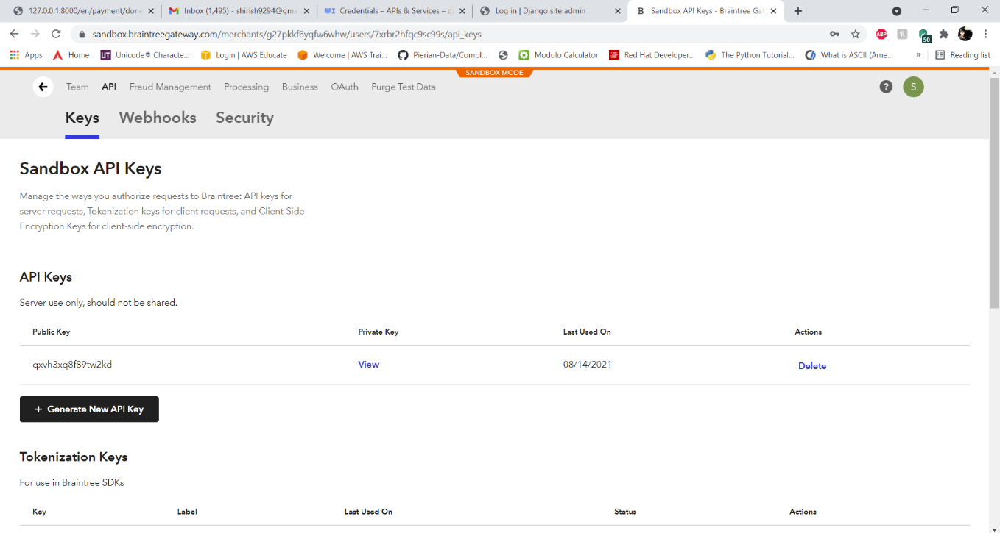 127.0.0.1:8000/en/payment/done
Inbox (1,495) - shirish9294@gma
API Credentials – APIs & Services – dj
Log in | Django site admin
B Sandbox API Keys - Braintree Gat
sandbox.braintreegateway.com/merchants/g27pkkf6yqfw6whw/users/7xrbr2hfqc9sc99s/api_keys
ABP
50
Apps
Home
UT Unicode® Characte...
Login | AWS Educate
Welcome | AWS Trai...
Pierian-Data/Compl...
Modulo Calculator
Red Hat Developer...
The Python Tutorial...
What is ASCII (Ame...
»
Reading list
SANDBOX MODE
Team API Fraud Management Processing Business OAuth Purge Test Data
? S
Keys Webhooks Security
Sandbox API Keys
Manage the ways you authorize requests to Braintree: API keys for
server requests, Tokenization keys for client requests, and Client-Side
Encryption Keys for client-side encryption.
API Keys
Server use only, should not be shared.
Public Key Private Key Last Used On Actions
qxvh3xq8f89tw2kd View 08/14/2021 Delete
+ Generate New API Key
Tokenization Keys
For use in Braintree SDKs
Key Label Last Used On Status Actions